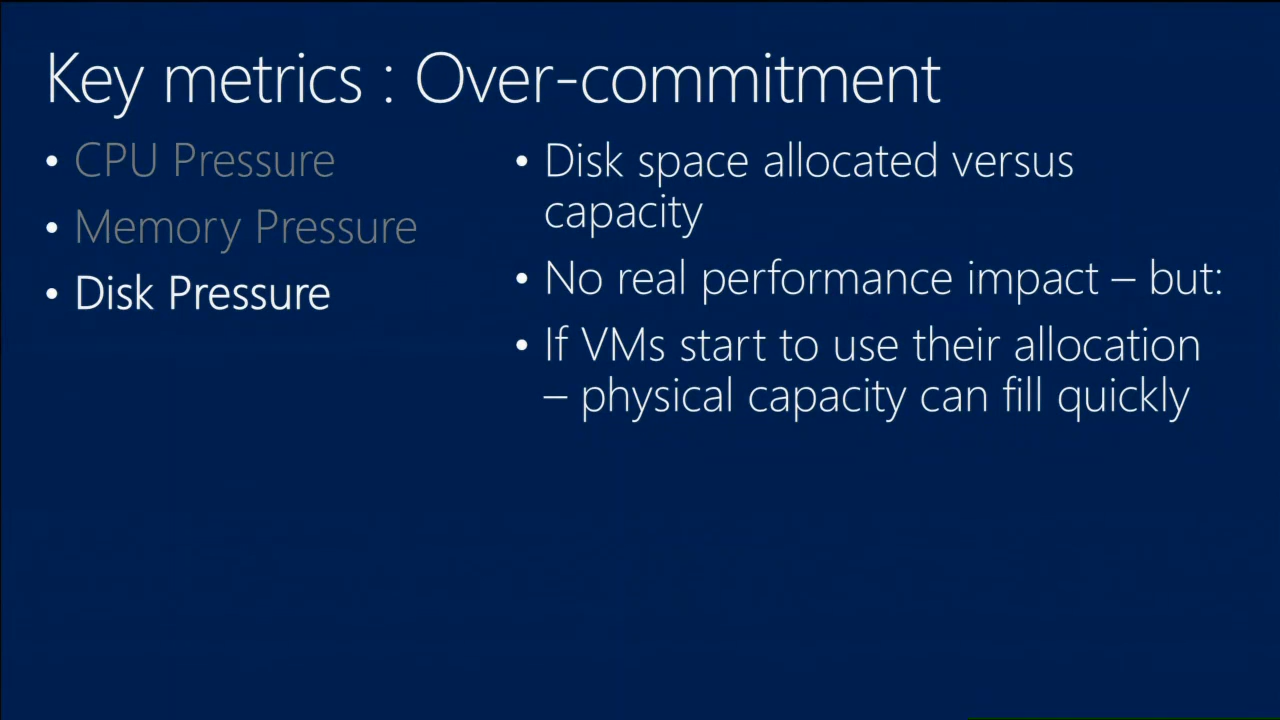 Key metrics : Over-commitment
• CPU Pressure
• Memory Pressure
• Disk Pressure
• Disk space allocated versus
capacity
• No real performance impact – but:
• If VMs start to use their allocation
– physical capacity can fill quickly